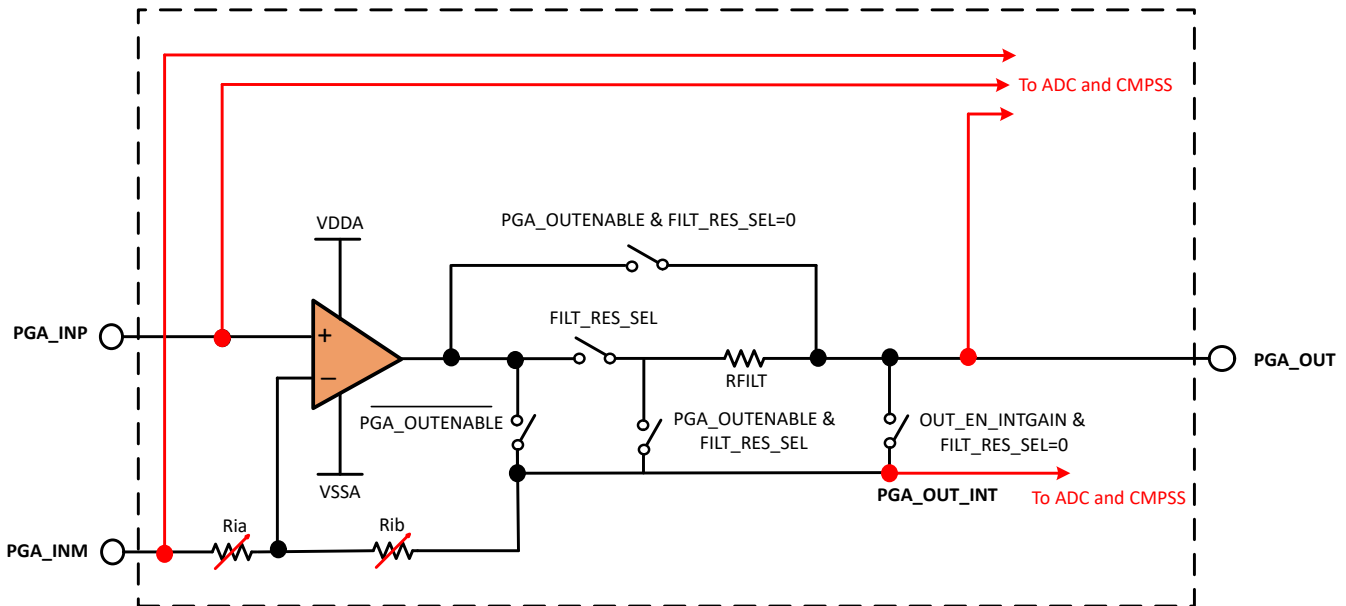 To ADC and CMPSS
VDDA
PGA_OUTENABLE & FILT_RES_SEL=0
PGA_INP
+
−
FILT_RES_SEL
RFILT
PGA_OUT
PGA_OUTENABLE
PGA_OUTENABLE &
FILT_RES_SEL
OUT_EN_INTGAIN &
FILT_RES_SEL=0
VSSA
PGA_OUT_INT
To ADC and CMPSS
PGA_INM
Ria
Rib